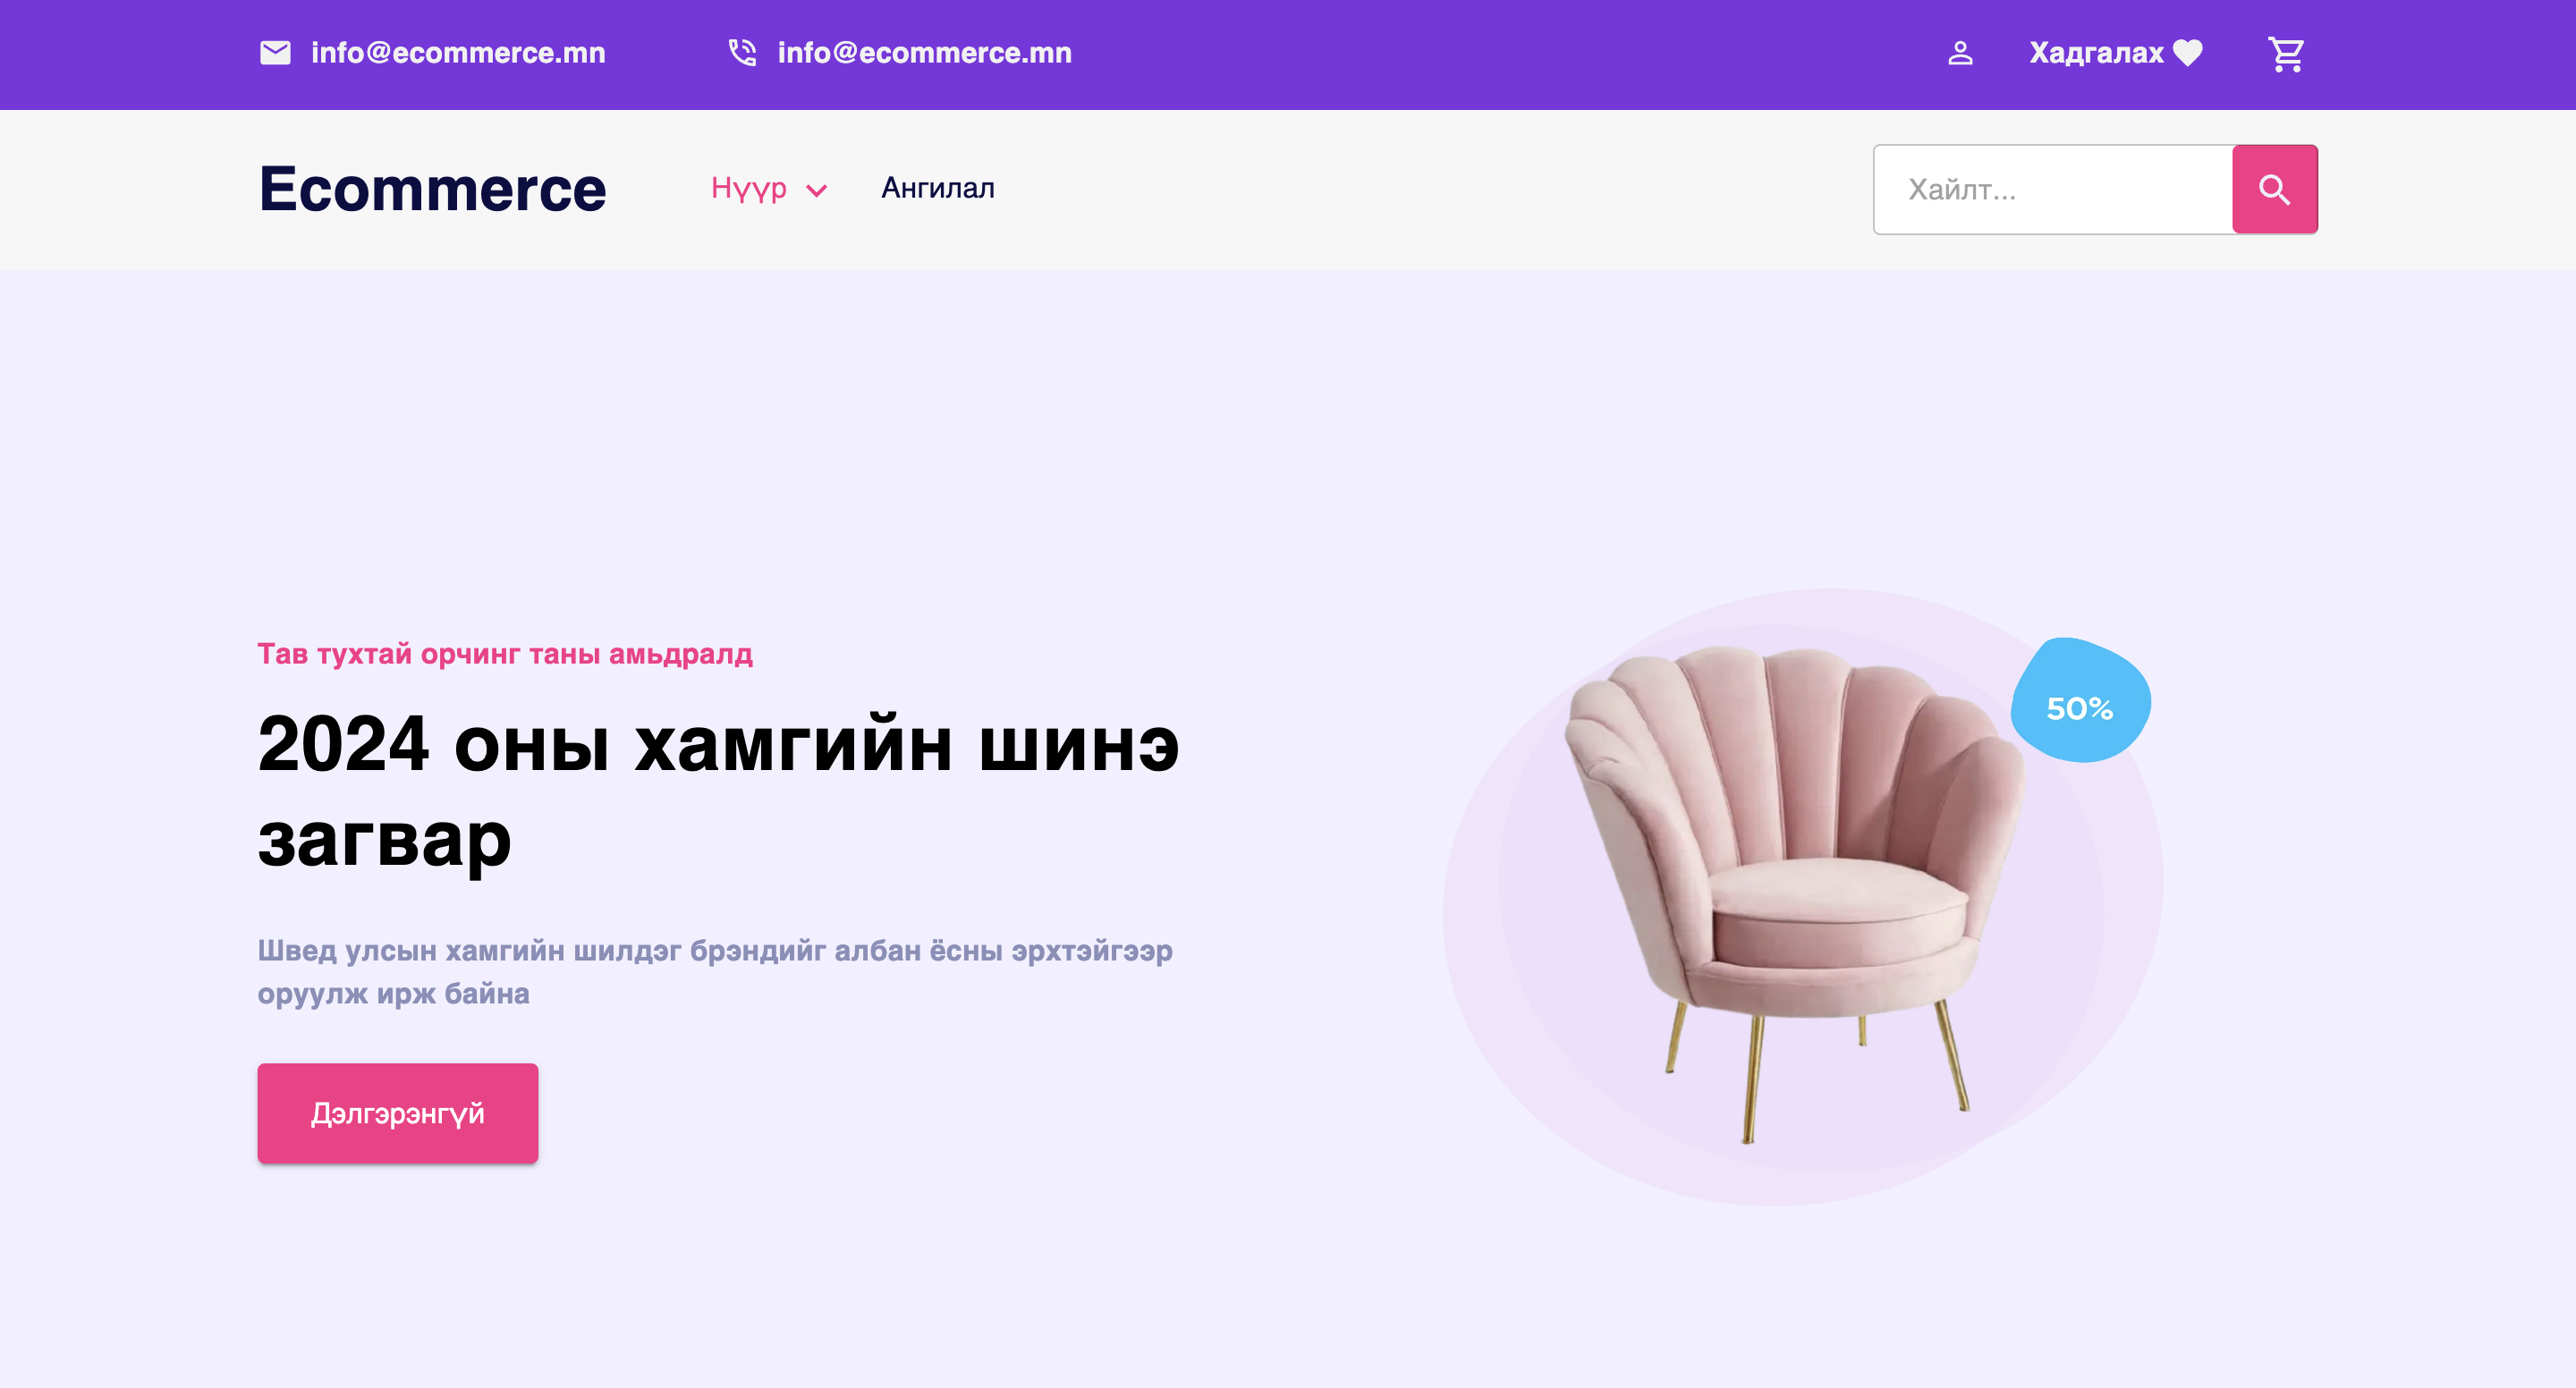 info@ecommerce.mn
info@ecommerce.mn
Хадгалах
Ecommerce
Нүүр
Ангилал
Хайлт...
Тав тухтай орчинг таны амьдралд
2024 оны хамгийн шинэ
загвар
50%
Швед улсын хамгийн шилдэг брэндийг албан ёсны эрхтэйгээр
оруулж ирж байна
Дэлгэрэнгүй